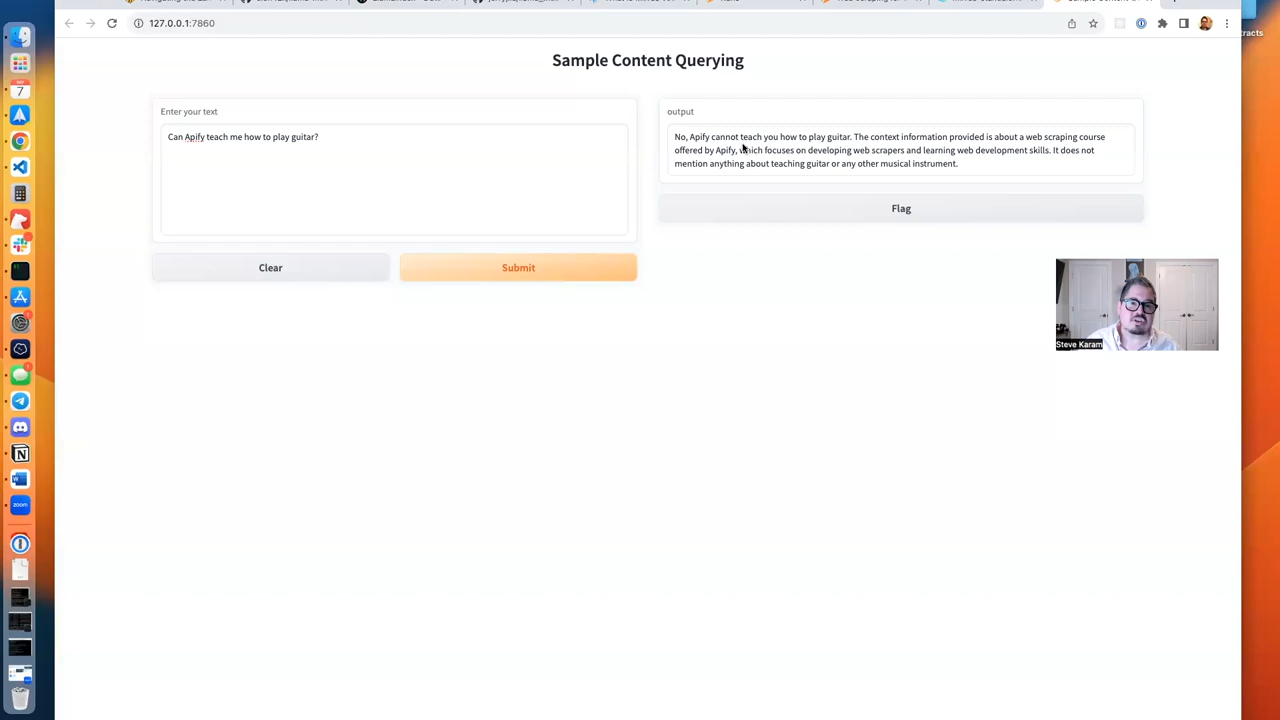 127.0.0.1:7860
Sample Content Querying
Enter your text
Can Apify teach me how to play guitar?
Clear
Submit
output
No, Apify cannot teach you how to play guitar. The context information provided is about a web scraping course
offered by Apify, which focuses on developing web scrapers and learning web development skills. It does not
mention anything about teaching guitar or any other musical instrument.
Flag
Steve Karam
7
zoom